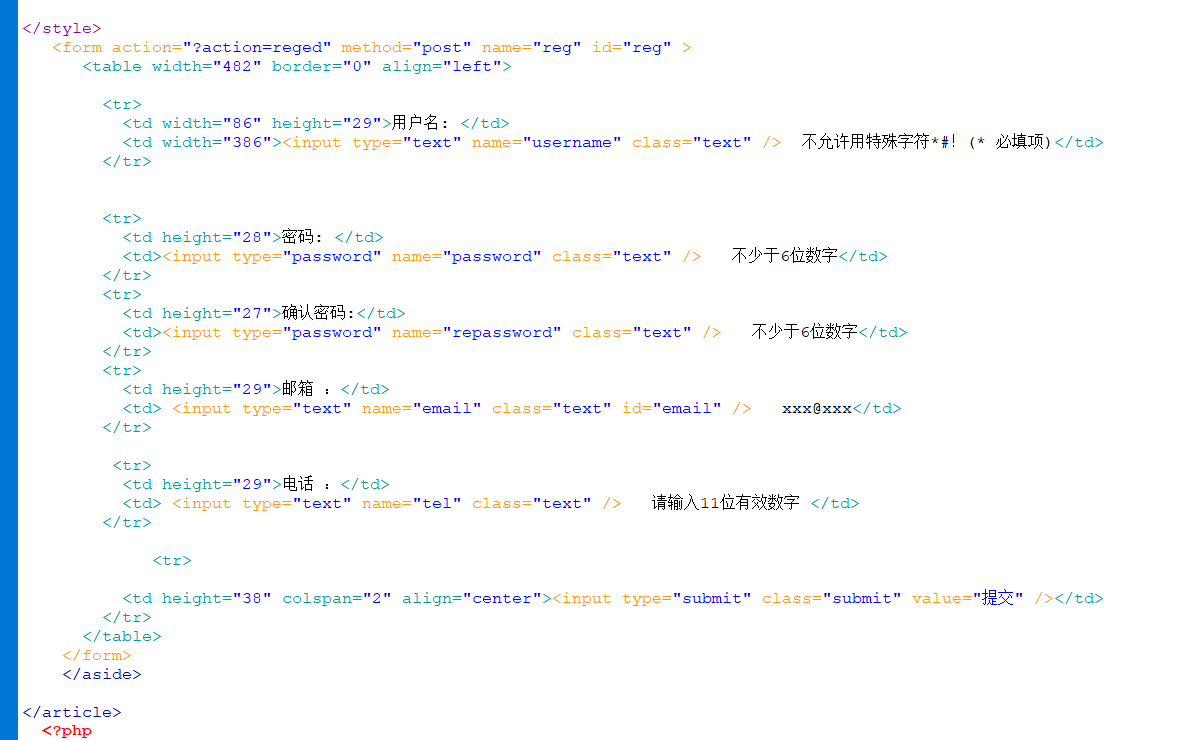 </style>
<form action="?action=reged" method="post" name="reg" id="reg" >
<table width="482" border="0" align="left">
<tr>
<td width="86" height="29">用户名: </td>
<td width="386"><input type="text" name="username" class="text" />  不允许用特殊字符*#! (* 必填项)</td>
</tr>
<tr>
<td height="28">密码: </td>
<td><input type="password" name="password" class="text" />   不少于6位数字</td>
</tr>
<tr>
<td height="27">确认密码:</td>
<td><input type="password" name="repassword" class="text" />   不少于6位数字</td>
</tr>
<tr>
<td height="29">邮箱 : </td>
<td> <input type="text" name="email" class="text" id="email" />   xxx@xxx</td>
</tr>
<tr>
<td height="29">电话 : </td>
<td> <input type="text" name="tel" class="text" />   请输入11位有效数字 </td>
</tr>
<tr>
<td height="38" colspan="2" align="center"><input type="submit" class="submit" value="提交" /></td>
</tr>
</table>
</form>
</aside>
</article>
<?php